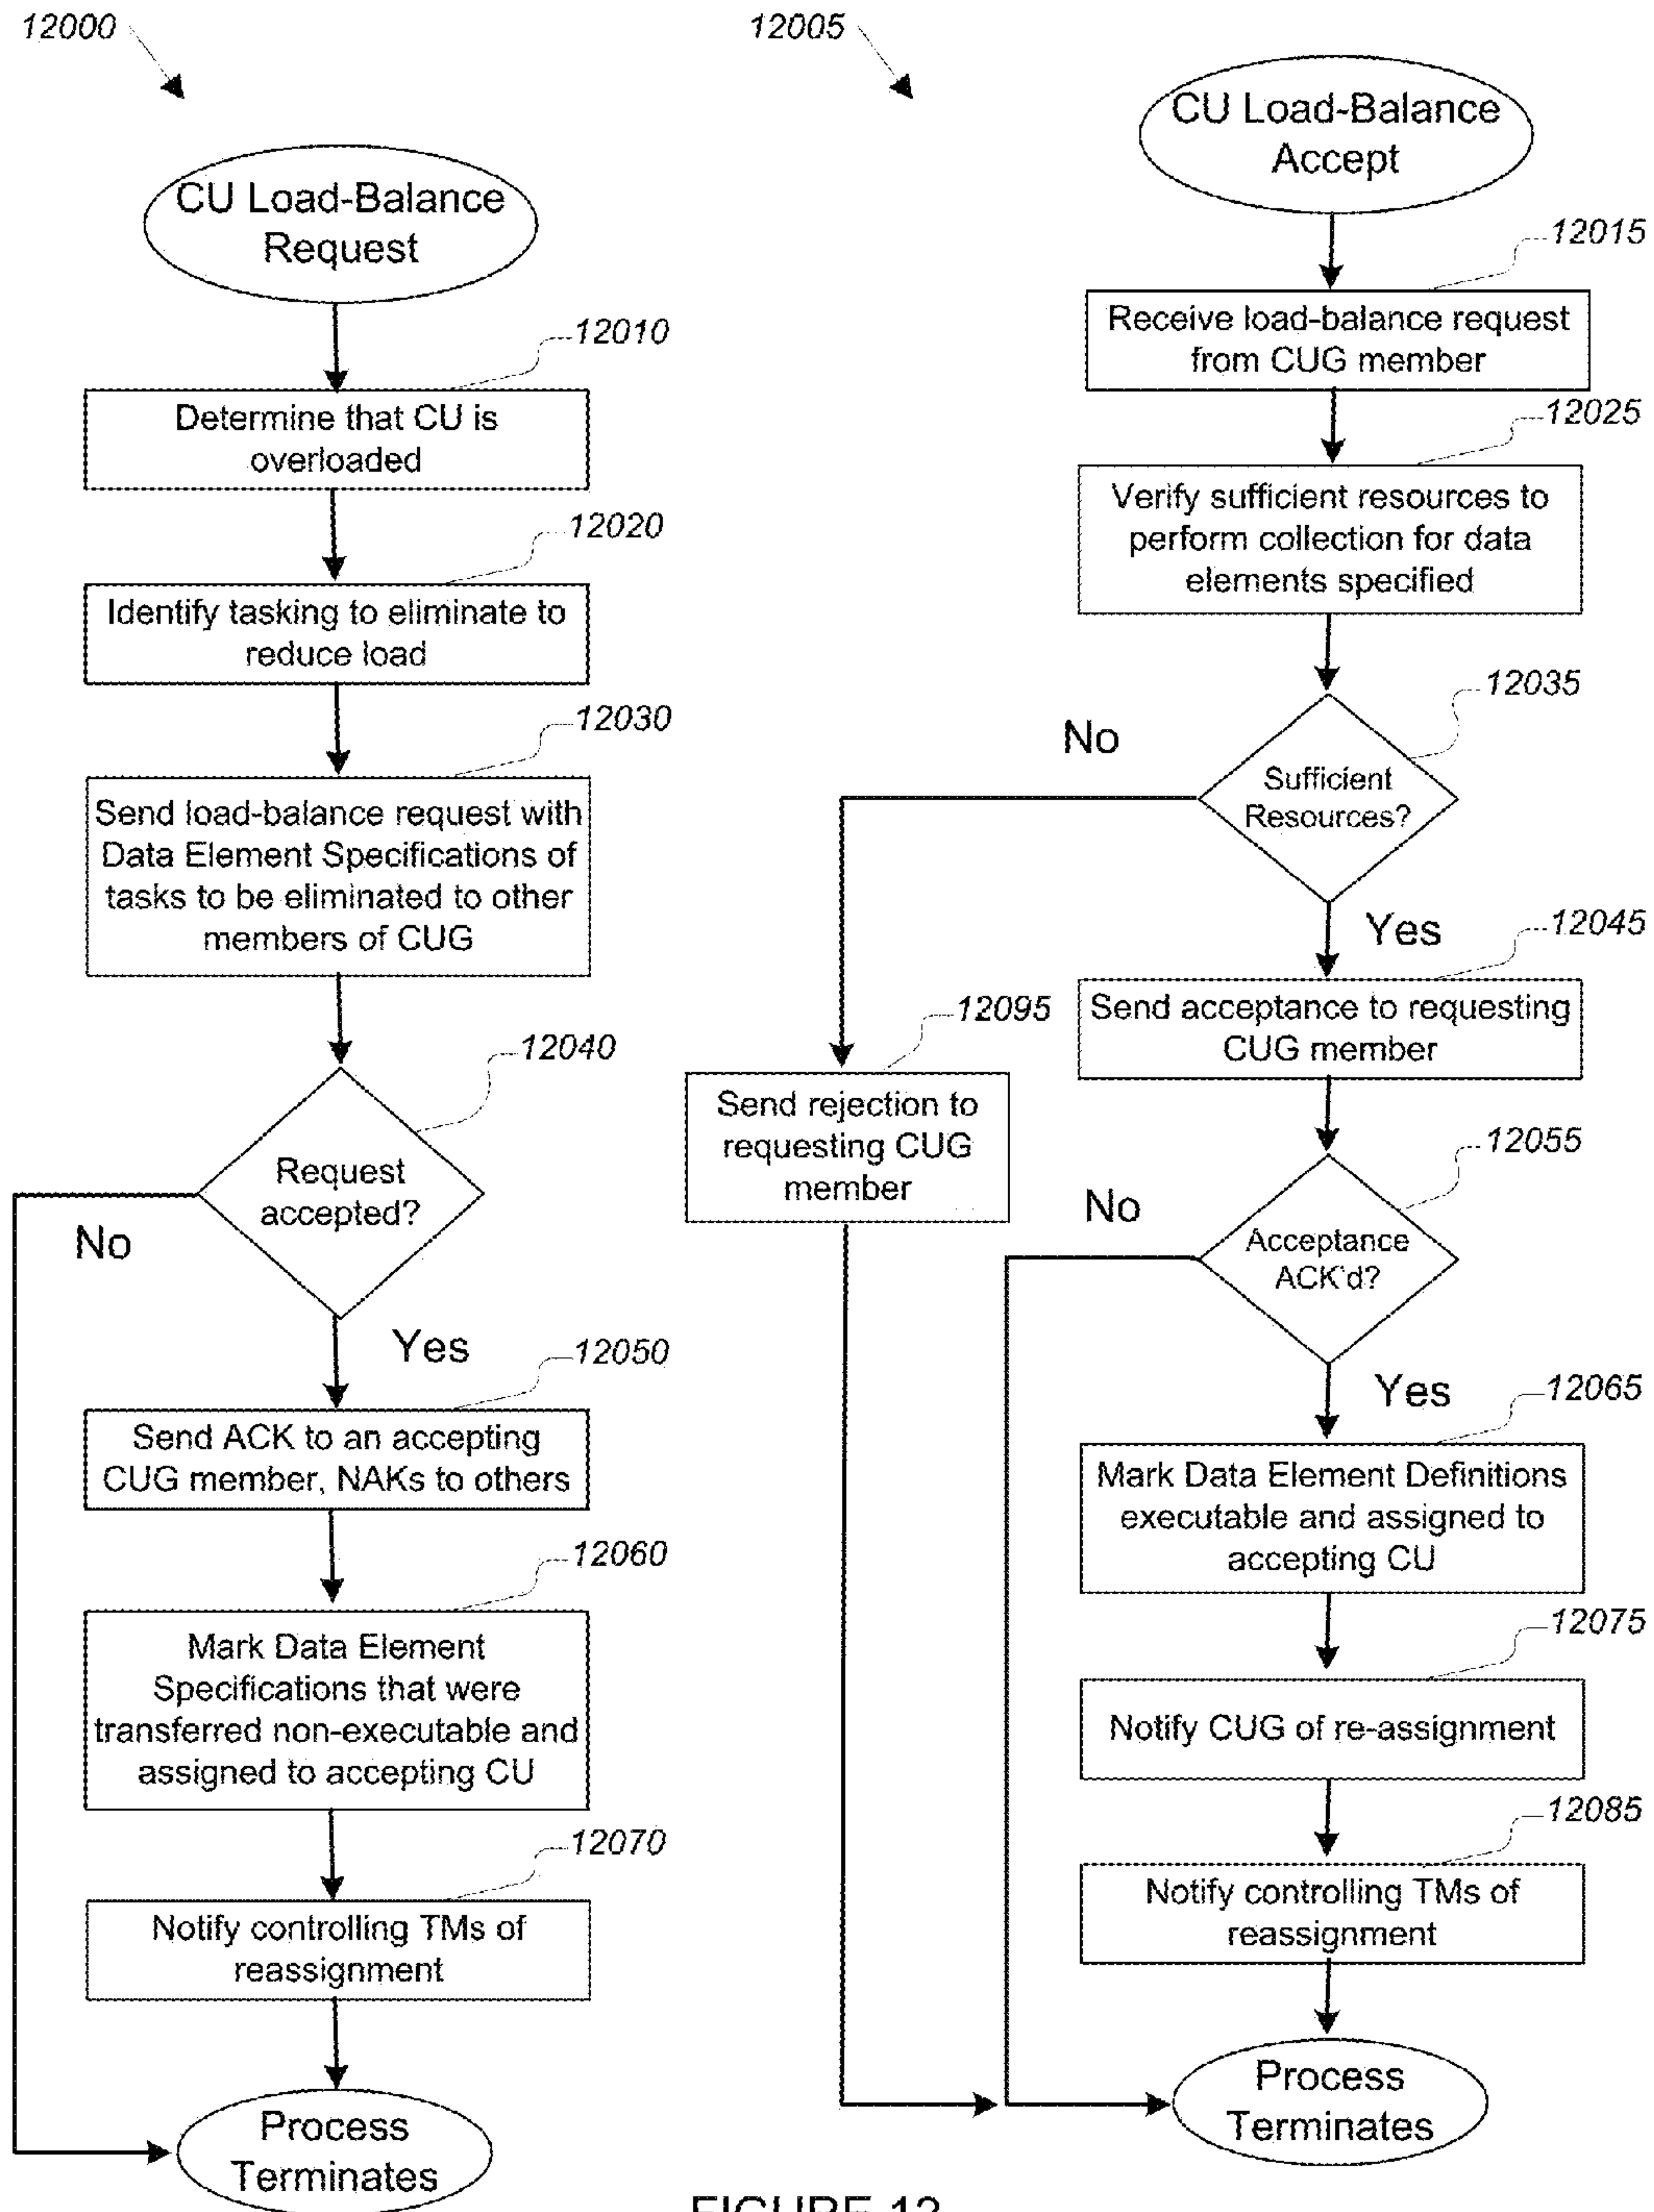 12000
CU Load-Balance
Request
12010
Determine that CU is
overloaded
12020
Identify tasking to eliminate to
reduce load
12030
Send load-balance request with
Data Element Specifications of
tasks to be eliminated to other
members of CUG
12040
Request
accepted?
No
Yes
12050
Send ACK to an accepting
CUG member, NAKs to others
12060
Mark Data Element
Specifications that were
transferred non-executable and
assigned to accepting CU
12070
Notify controlling TMs of
reassignment
Process
Terminates
12005
CU Load-Balance
Accept
12015
Receive load-balance request
from CUG member
12025
Verify sufficient resources to
perform collection for data
elements specified
12035
Sufficient
Resources?
No
Yes
12095
Send rejection to
requesting CUG
member
12045
Send acceptance to requesting
CUG member
12055
Acceptance
ACK'd?
No
Yes
12065
Mark Data Element Definitions
executable and assigned to
accepting CU
12075
Notify CUG of re-assignment
12085
Notify controlling TMs of
reassignment
Process
Terminates
FIGURE 12